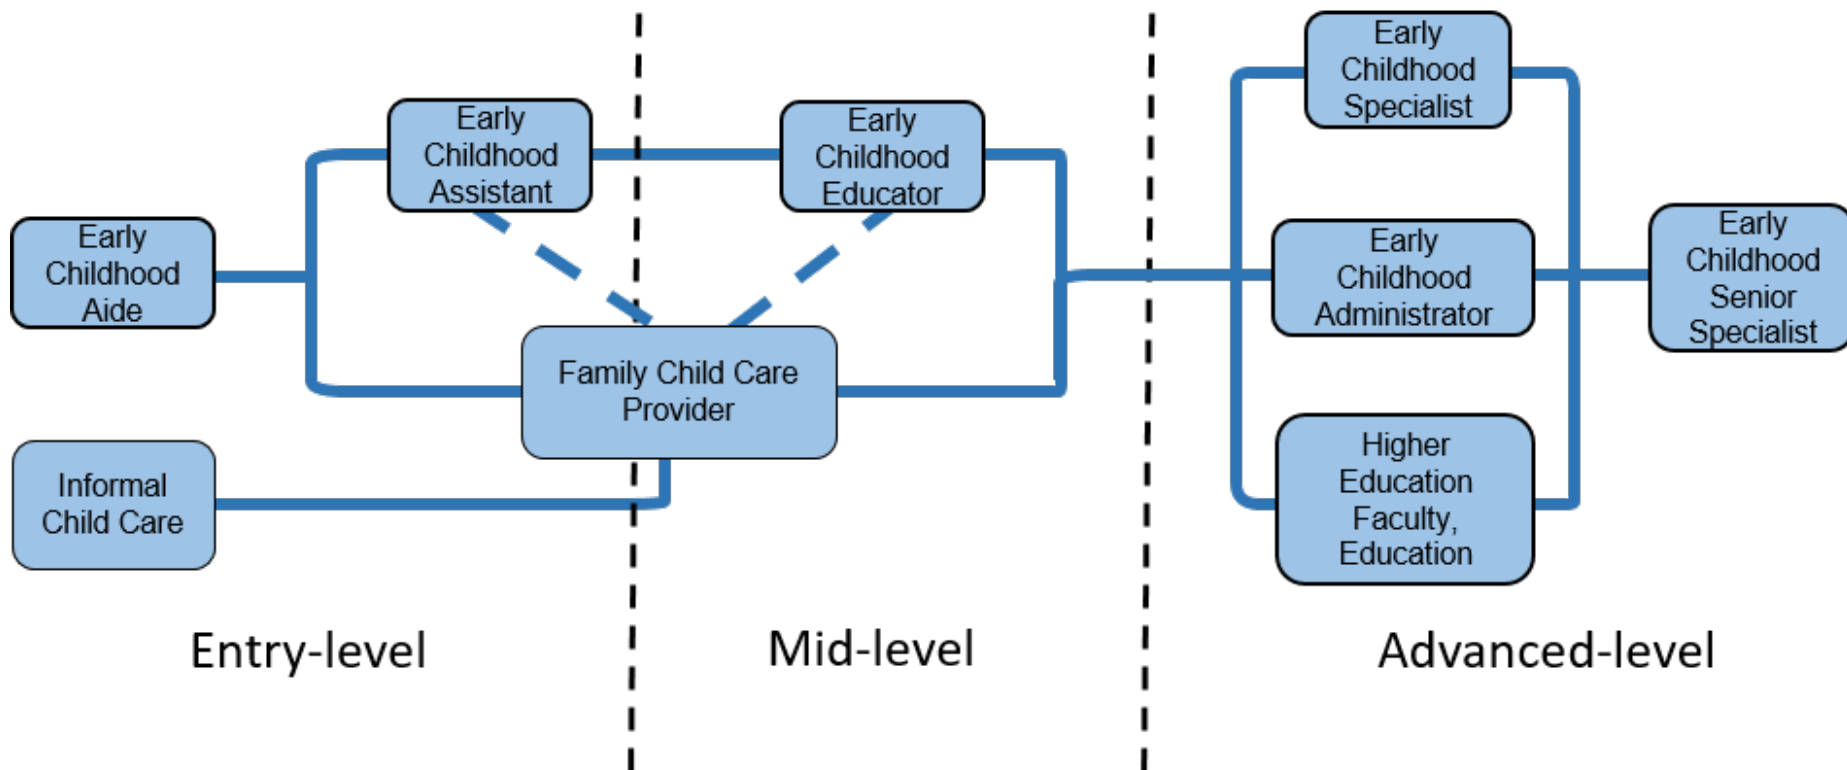 Early
Childhood
Aide
Informal
Child Care
Early
Childhood
Assistant
Family Child Care
Provider
Early
Childhood
Educator
Early
Childhood
Specialist
Early
Childhood
Administrator
Higher
Education
Faculty,
Education
Early
Childhood
Senior
Specialist
Entry-level
Mid-level
Advanced-level